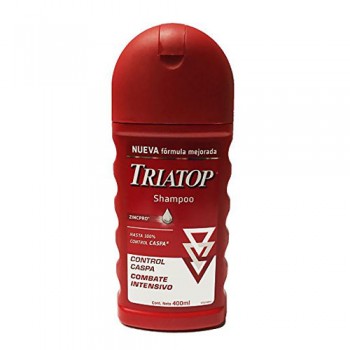 NUEVA fórmula mejorada
TRIATOP
Shampoo
ZINCPRO
HASTA 100%
CONTROL CASPA*
CONTROL
CASPA
COMBATE
INTENSIVO
Cont. Neto 400ml